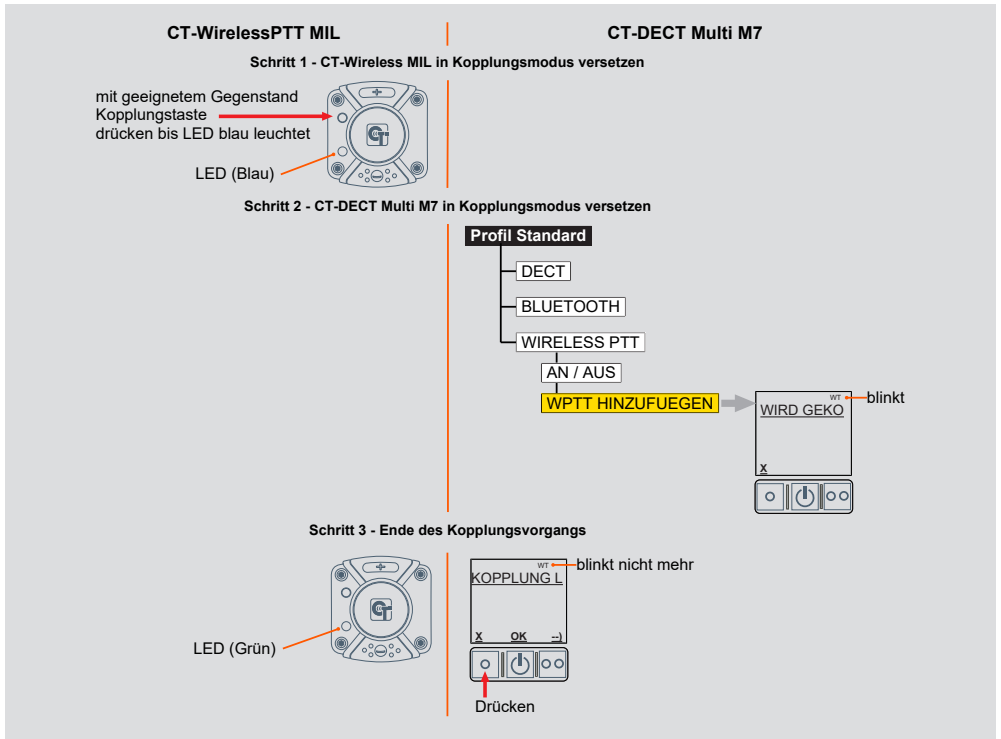 CT-WirelessPTT MIL
CT-DECT Multi M7
Schritt 1 - CT-Wireless MIL in Kopplungsmodus versetzen
mit geeignetem Gegenstand
Kopplungstaste
drücken bis LED blau leuchtet
LED (Blau)
Schritt 2 - CT-DECT Multi M7 in Kopplungsmodus versetzen
Profil Standard
DECT
BLUETOOTH
WIRELESS PTT
AN / AUS
WPTT HINZUFUEGEN
WT
blinkt
WIRD GEKO
X
Schritt 3 - Ende des Kopplungsvorgangs
WT
blinkt nicht mehr
KOPPLUNG L
X OK --)
LED (Grün)
Drücken